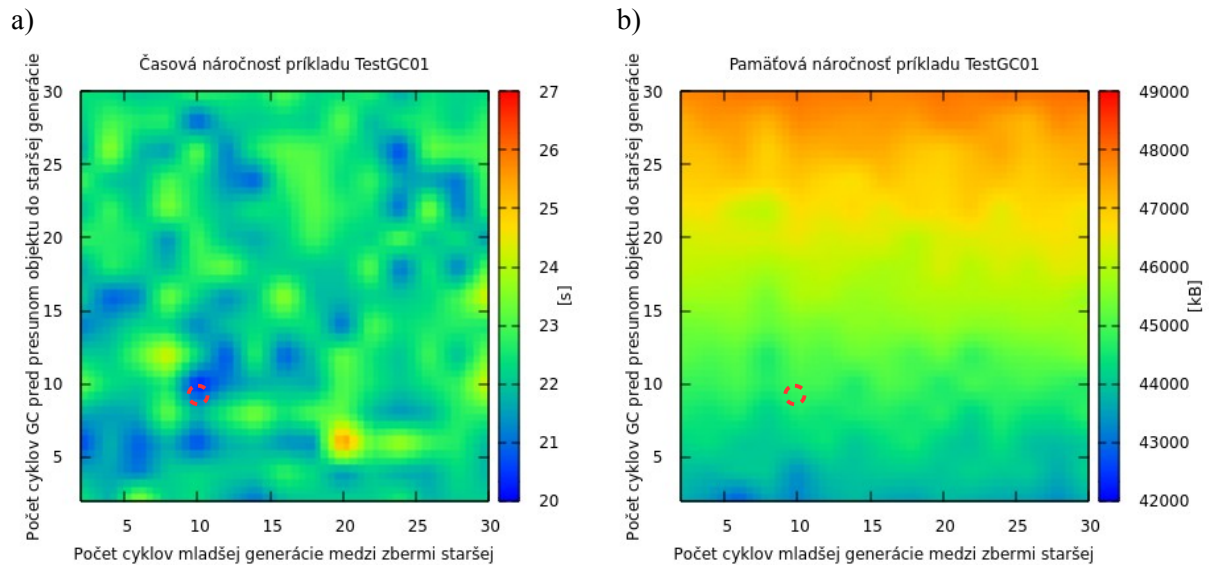 a)
Časová náročnosť príkladu TestGC01
Počet cyklov GC pred presunom objektu do staršej generácie
30
25
20
15
10
5
5 10 15 20 25 30
Počet cyklov mladšej generácie medzi zbermi staršej
27
26
25
24
23
22
21
20
[s]
b)
Pamäťová náročnosť príkladu TestGC01
Počet cyklov GC pred presunom objektu do staršej generácie
30
25
20
15
10
5
5 10 15 20 25 30
Počet cyklov mladšej generácie medzi zbermi staršej
49000
48000
47000
46000
45000
44000
43000
42000
[kB]